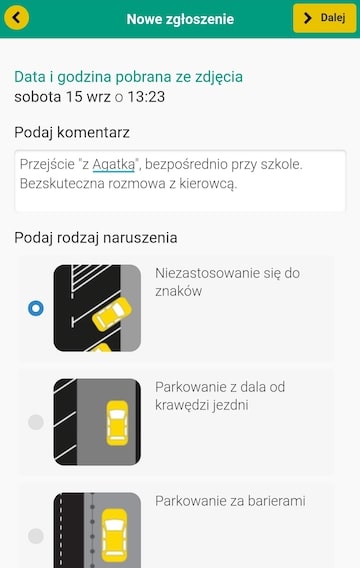 Nowe zgłoszenie
Dalej
Data i godzina pobrana ze zdjęcia
sobota 15 wrz o 13:23
Podaj komentarz
Przejście "z Agatką", bezpośrednio przy szkole.
Bezskuteczna rozmowa z kierowcą.
Podaj rodzaj naruszenia
Niezastosowanie się do
znaków
Parkowanie z dala od
krawędzi jezdni
Parkowanie za barierami